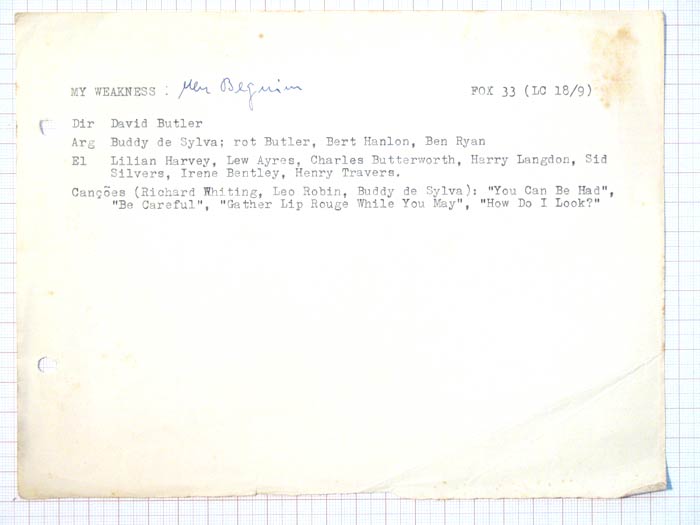 MY WEAKNESS : Meu Beguim FOX 33 (LC 18/9)
Dir David Butler
Arg Buddy de Sylva; rot Butler, Bert Hanlon, Ben Ryan
El Lilian Harvey, Lew Ayres, Charles Butterworth, Harry Langdon, Sid
Silvers, Irene Bentley, Henry Travers.
Canções (Richard Whiting, Leo Robin, Buddy de Sylva): "You Can Be Had",
"Be Careful", "Gather Lip Rouge While You May", "How Do I Look?"